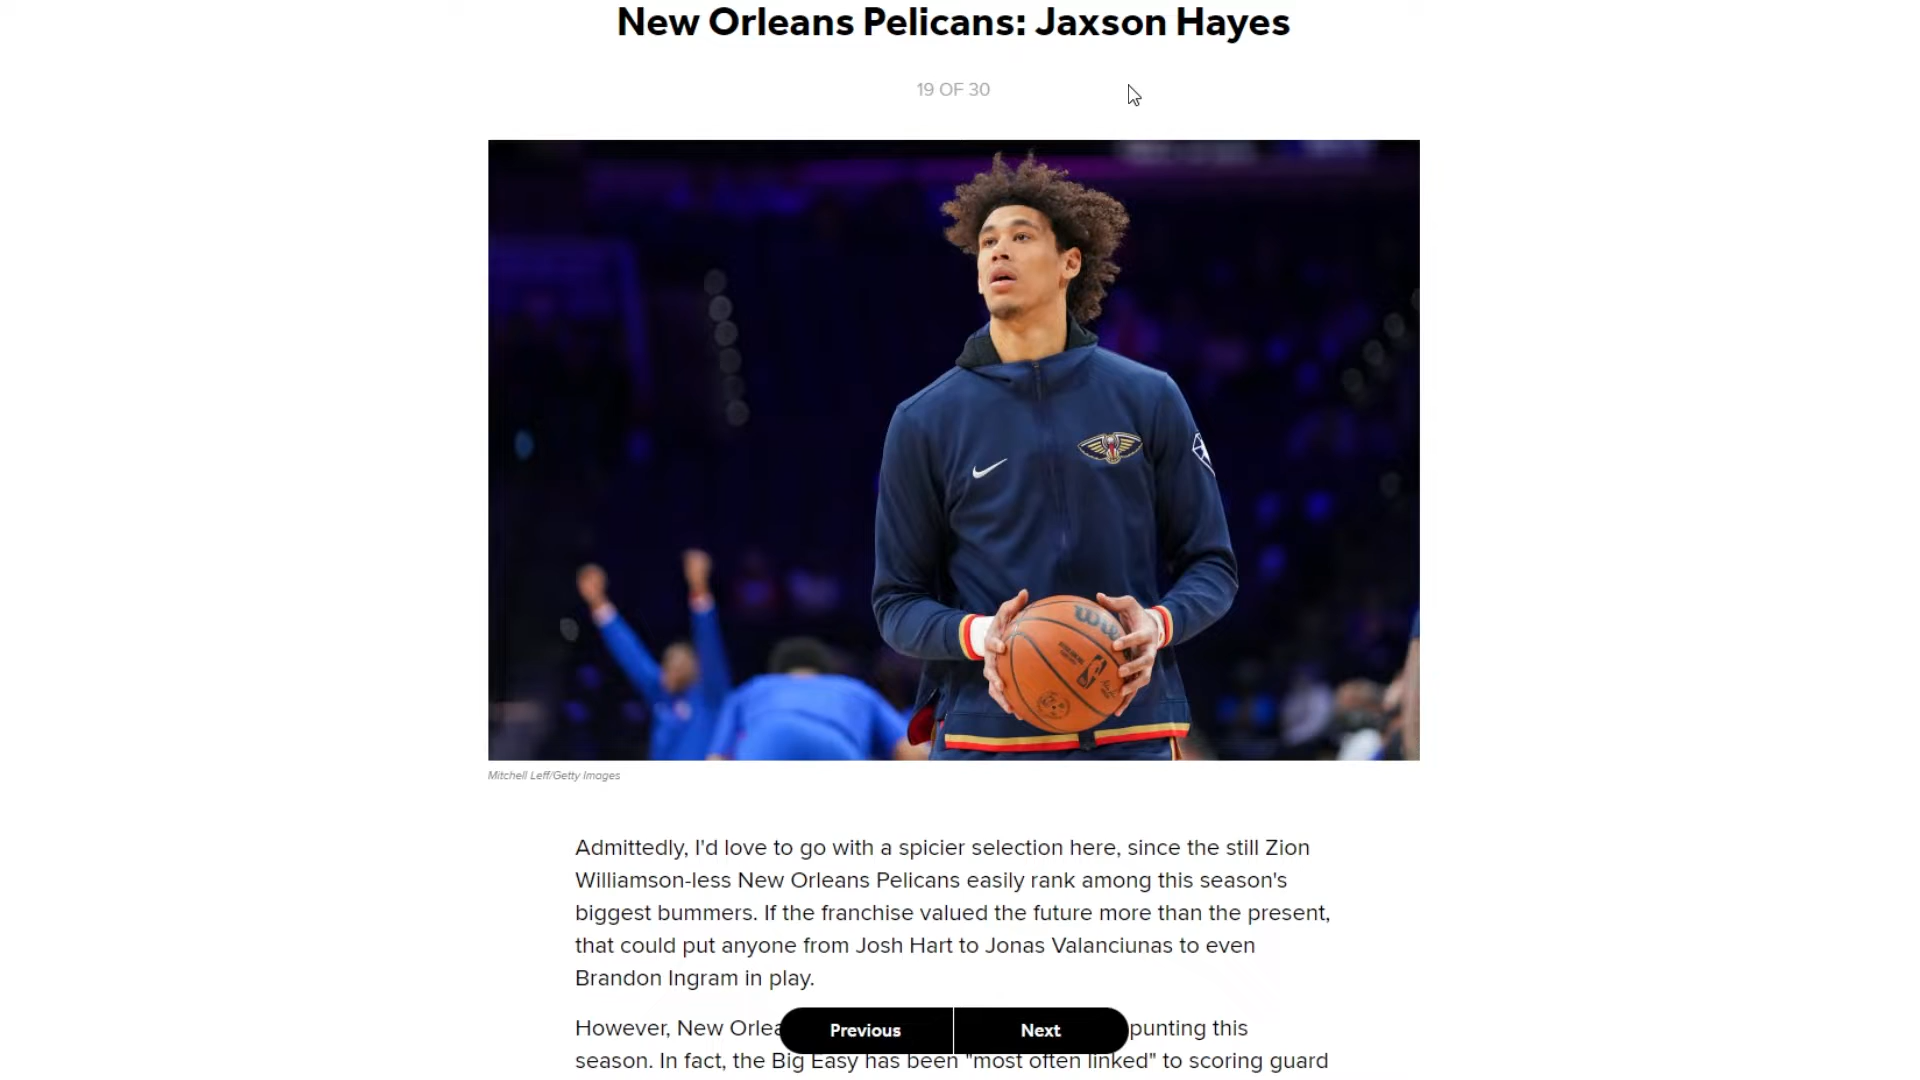 New Orleans Pelicans: Jaxson Hayes
19 OF 30
Mitchell Leff/Getty Images
Admittedly, I'd love to go with a spicier selection here, since the still Zion
Williamson-less New Orleans Pelicans easily rank among this season's
biggest bummers. If the franchise valued the future more than the present,
that could put anyone from Josh Hart to Jonas Valanciunas to even
Brandon Ingram in play.
However, New Orlea
Previous
Next
punting this
season. In fact, the Big Easy has been "most often linked" to scoring guard